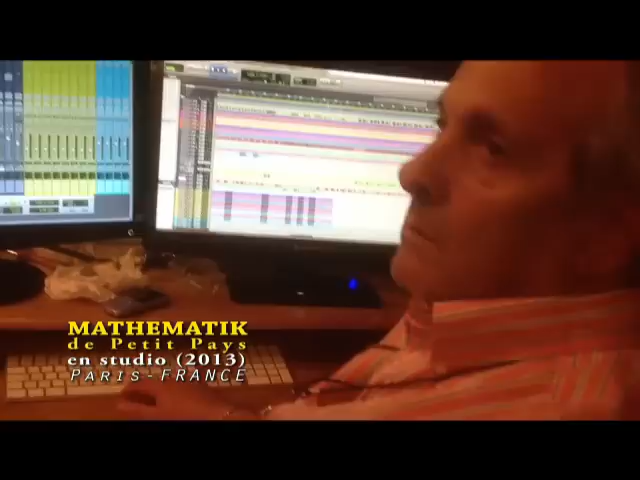 MATHEMATIK
de Petit Pays
en studio (2013)
PARIS-FRANCE